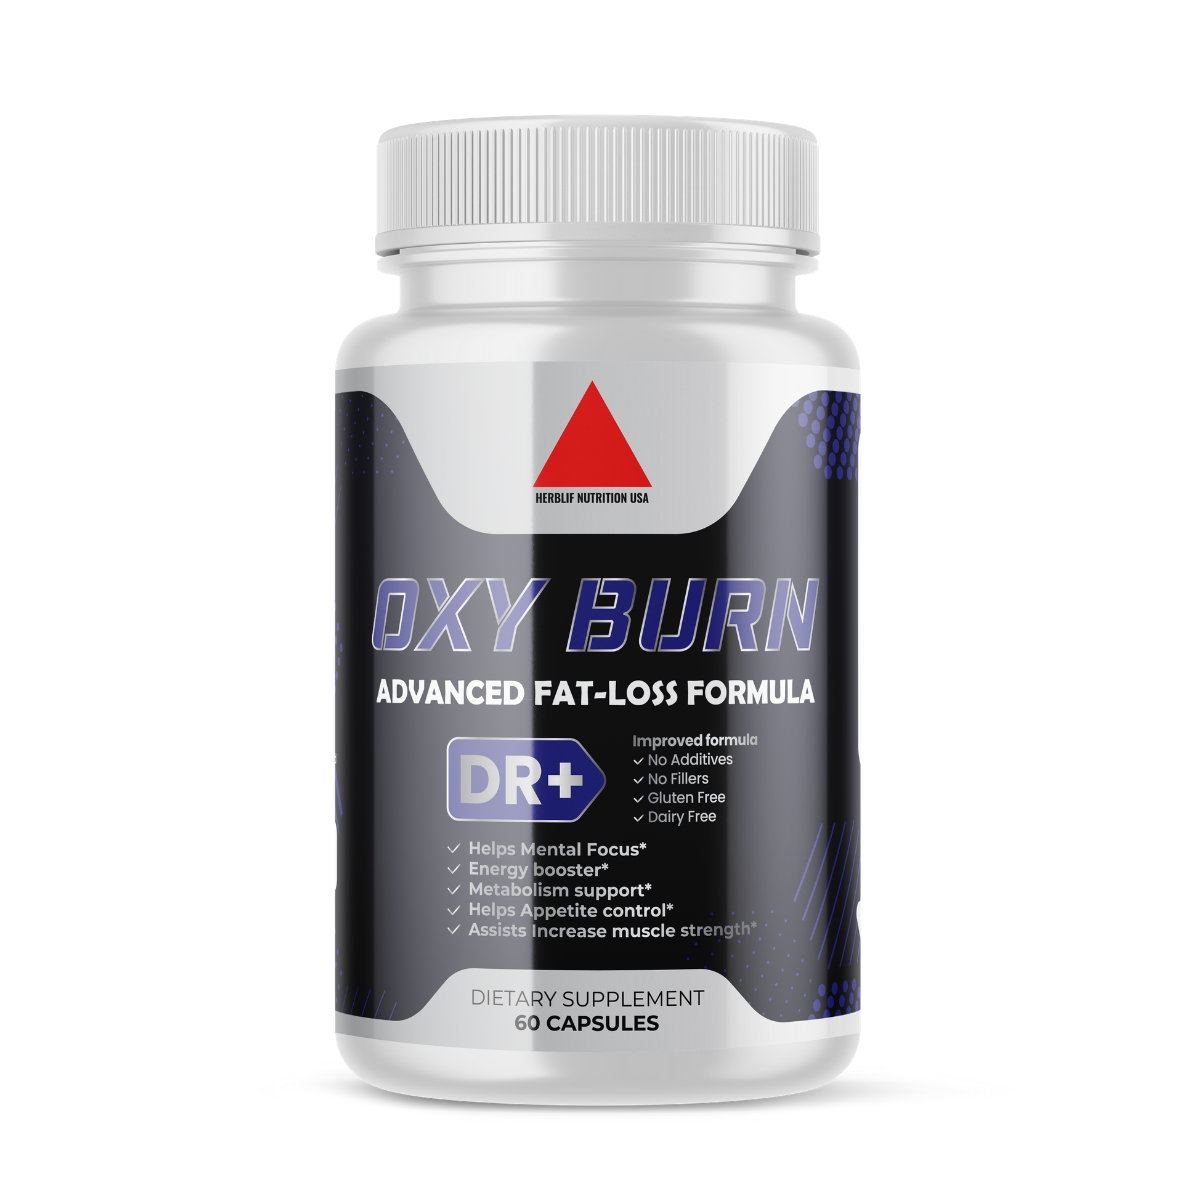 HERBLIF NUTRITION USA
OXY BURN
ADVANCED FAT-LOSS FORMULA
DR+
Improved formula
✓ No Additives
✓ No Fillers
✓ Gluten Free
✓ Dairy Free
✓ Helps Mental Focus*
✓ Energy booster*
✓ Metabolism support*
✓ Helps Appetite control*
✓ Assists Increase muscle strength*
DIETARY SUPPLEMENT
60 CAPSULES